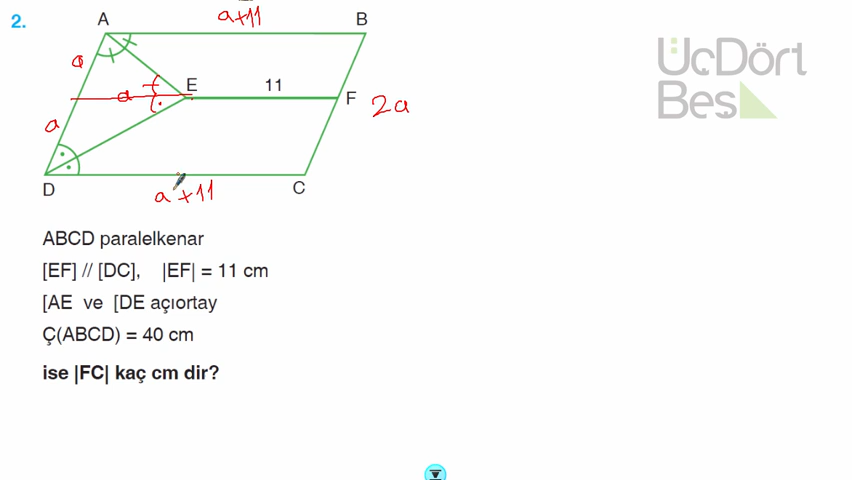 2.
a+11
A
B
a
E
11
a
F
2a
a
D
C
a+11
ÜçDört
Beş
ABCD paralelkenar
[EF] // [DC], |EF| = 11 cm
[AE ve [DE açıortay
Ç(ABCD) = 40 cm
ise |FC| kaç cm dir?